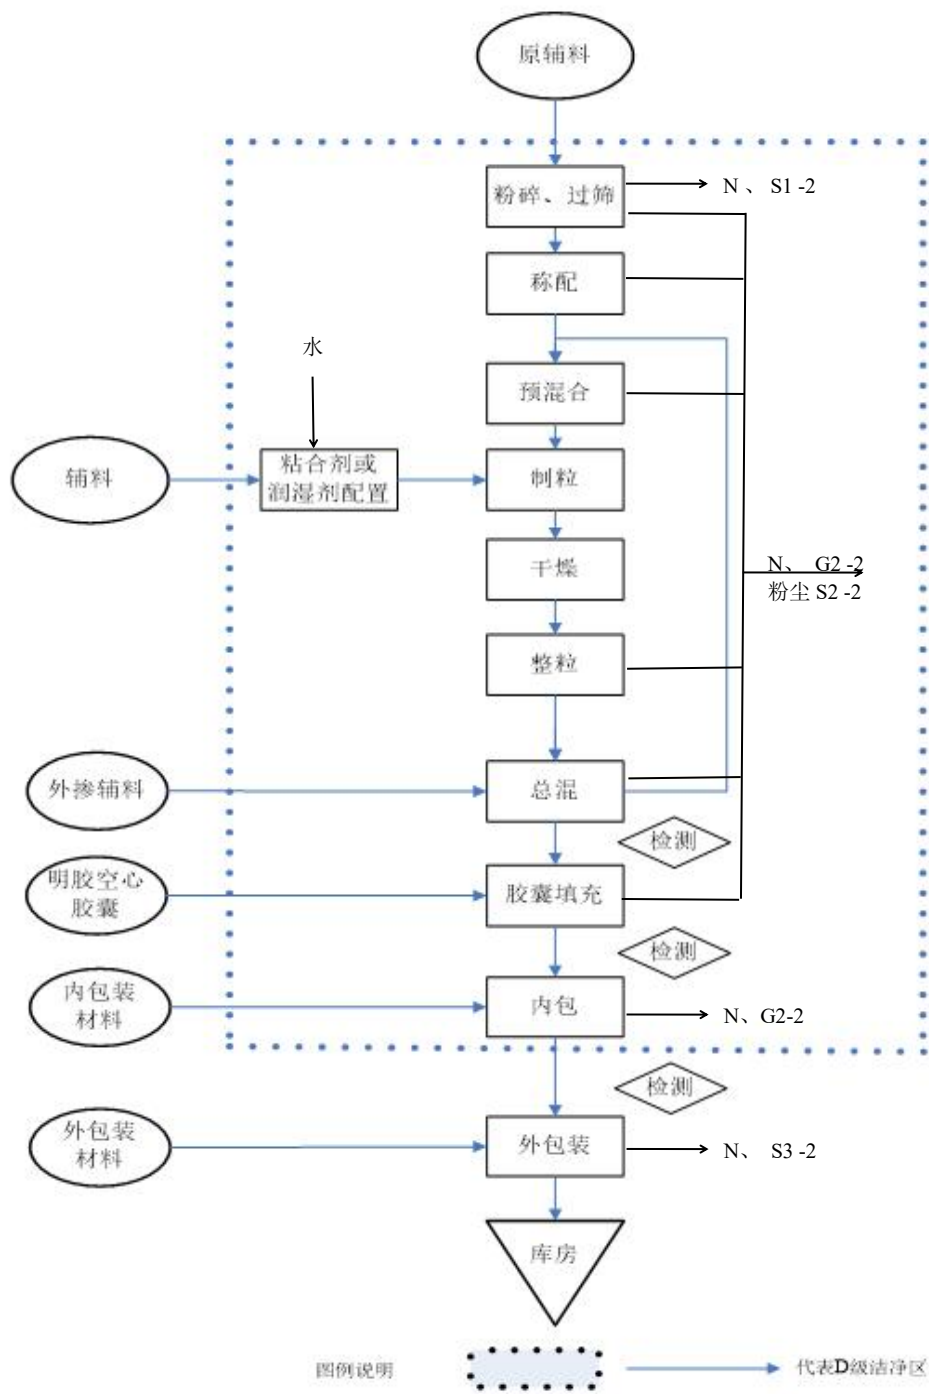 原辅料
粉碎、过筛
N 、 S1 -2
称配
水
预混合
辅料
粘合剂或
润湿剂配置
制粒
干燥
N、 G2 -2
粉尘 S2 -2
整粒
外掺辅料
总混
检测
明胶空心
胶囊
胶囊填充
检测
内包装
材料
内包
N、G2-2
检测
外包装
材料
外包装
N、 S3 -2
库房
图例说明
代表D级洁净区